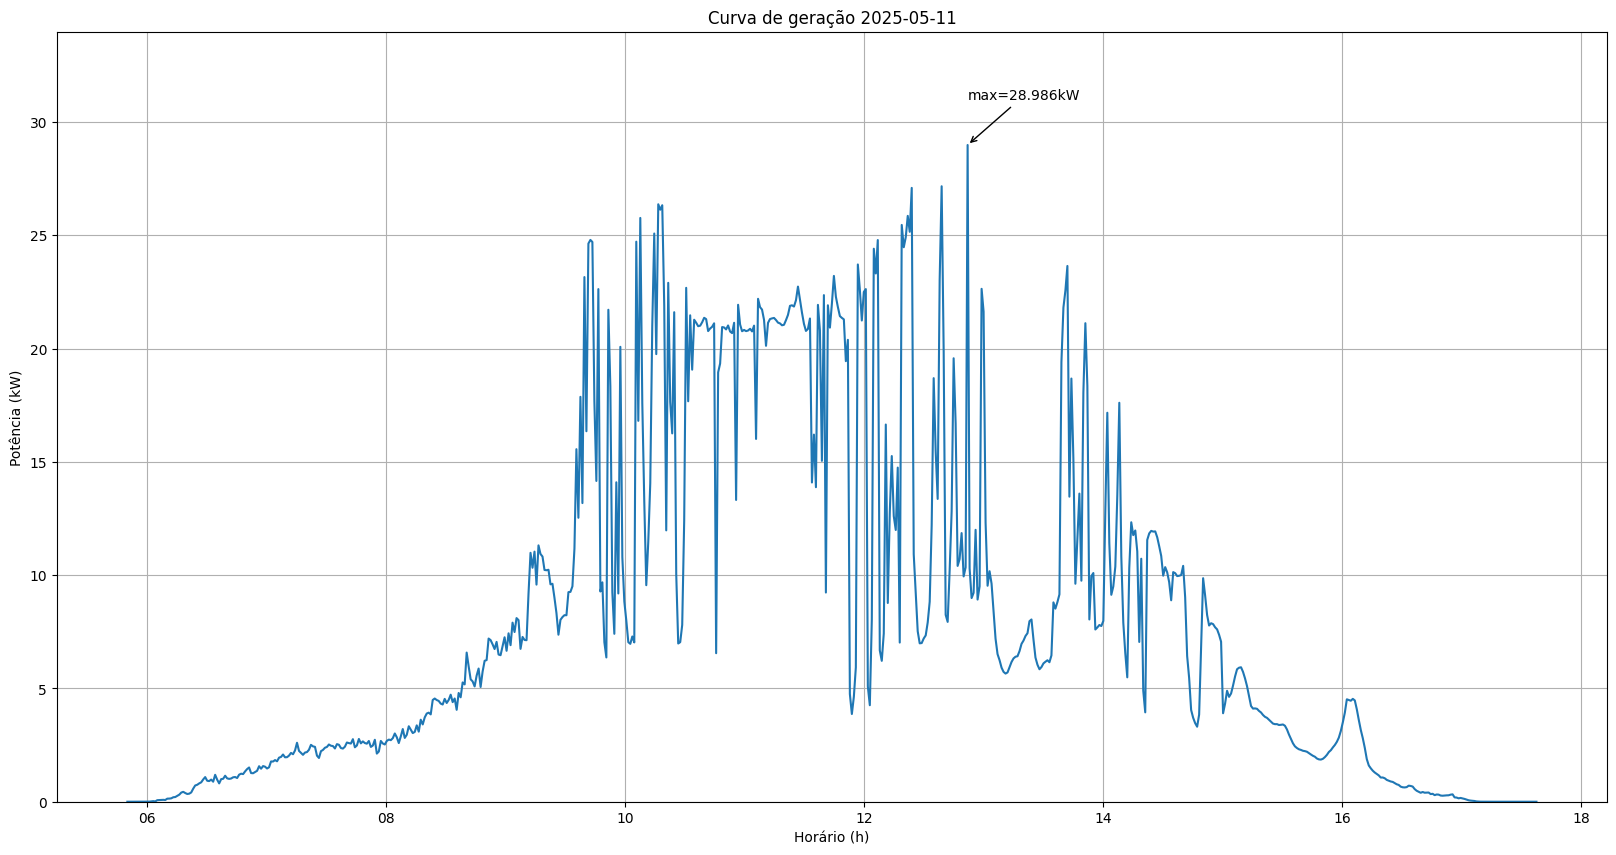 Curva de geração 2025-05-11
max=28.986kW
Potência (kW)
30
25
20
15
10
5
0
06 08 10 12 14 16 18
Horário (h)